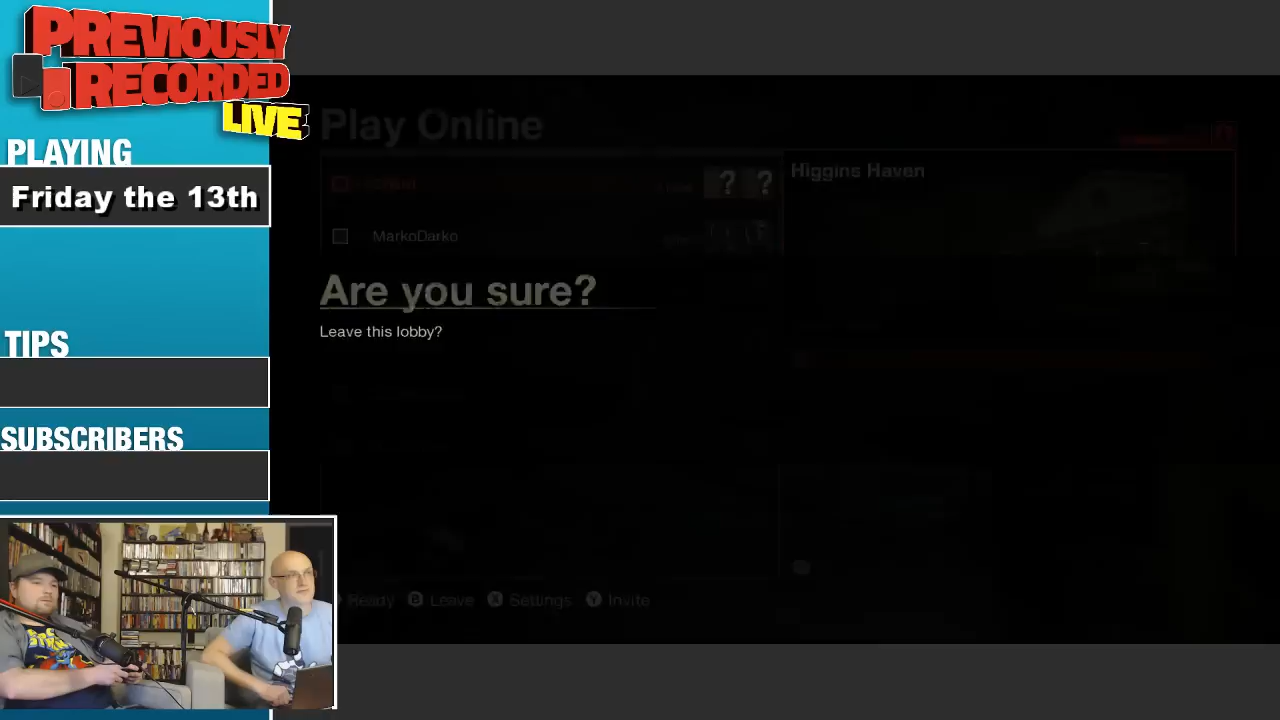 PREVIOUSLY
RECORDED
LIVE
PLAYING
Friday the 13th
TIPS
SUBSCRIBERS
Play Online
? ?
Higgins Haven
MarkoDarko
Are you sure?
Leave this lobby?
Ready B Leave X Settings Y Invite